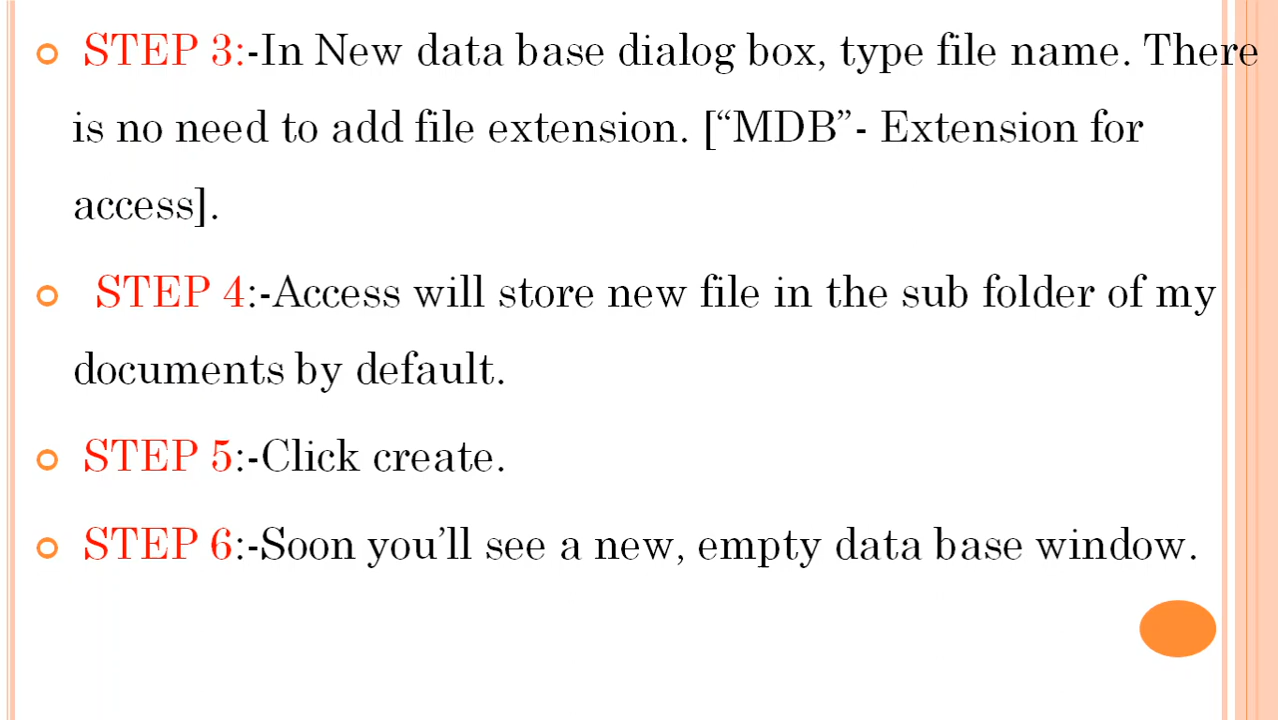 STEP 3:-In New data base dialog box, type file name. There
is no need to add file extension. [“MDB”- Extension for
access].
STEP 4:-Access will store new file in the sub folder of my
documents by default.
STEP 5:-Click create.
STEP 6:-Soon you’ll see a new, empty data base window.